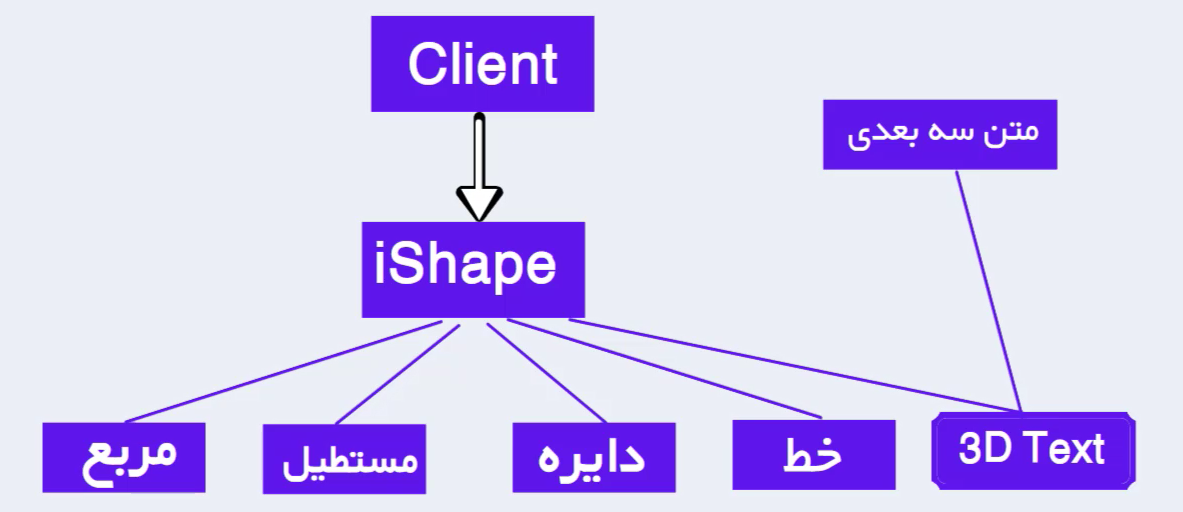 Client
متن سه بعدی
iShape
مربع
مستطیل
دایره
خط
3D Text